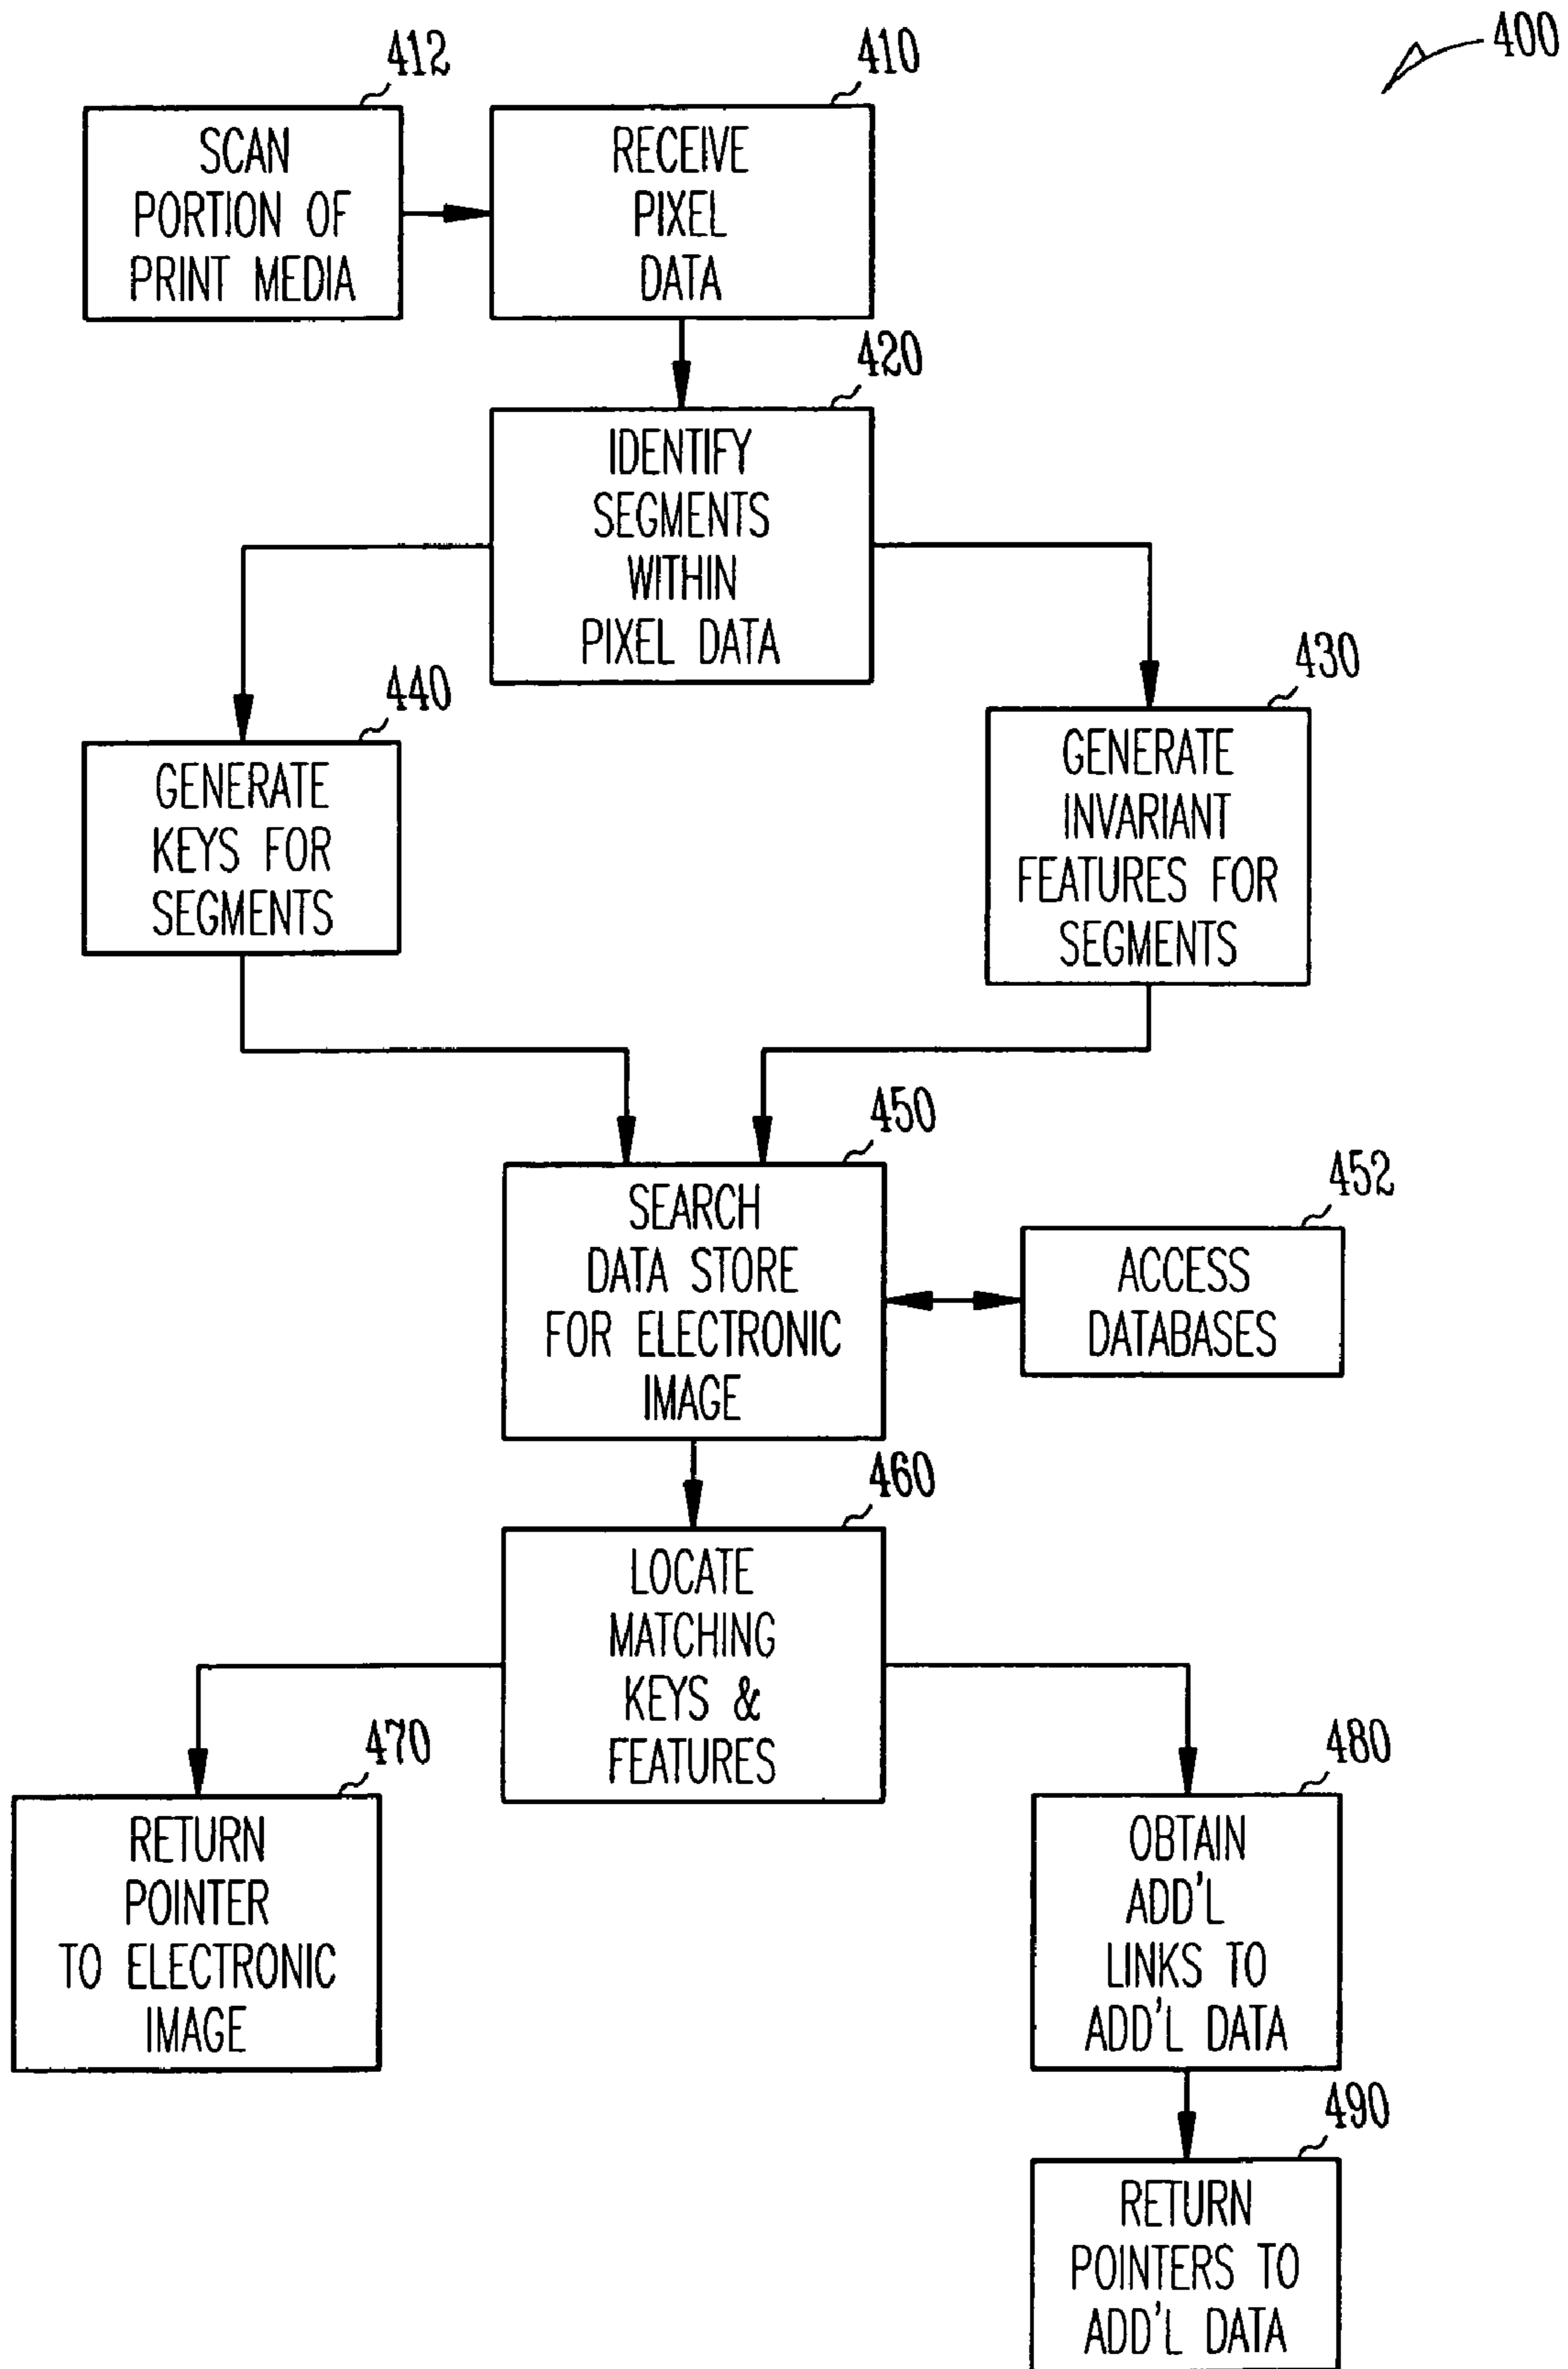 400
412
SCAN
PORTION OF
PRINT MEDIA
410
RECEIVE
PIXEL
DATA
420
IDENTIFY
SEGMENTS
WITHIN
PIXEL DATA
440
GENERATE
KEYS FOR
SEGMENTS
430
GENERATE
INVARIANT
FEATURES FOR
SEGMENTS
450
SEARCH
DATA STORE
FOR ELECTRONIC
IMAGE
452
ACCESS
DATABASES
460
LOCATE
MATCHING
KEYS &
FEATURES
470
RETURN
POINTER
TO ELECTRONIC
IMAGE
480
OBTAIN
ADD'L
LINKS TO
ADD'L DATA
490
RETURN
POINTERS TO
ADD'L DATA